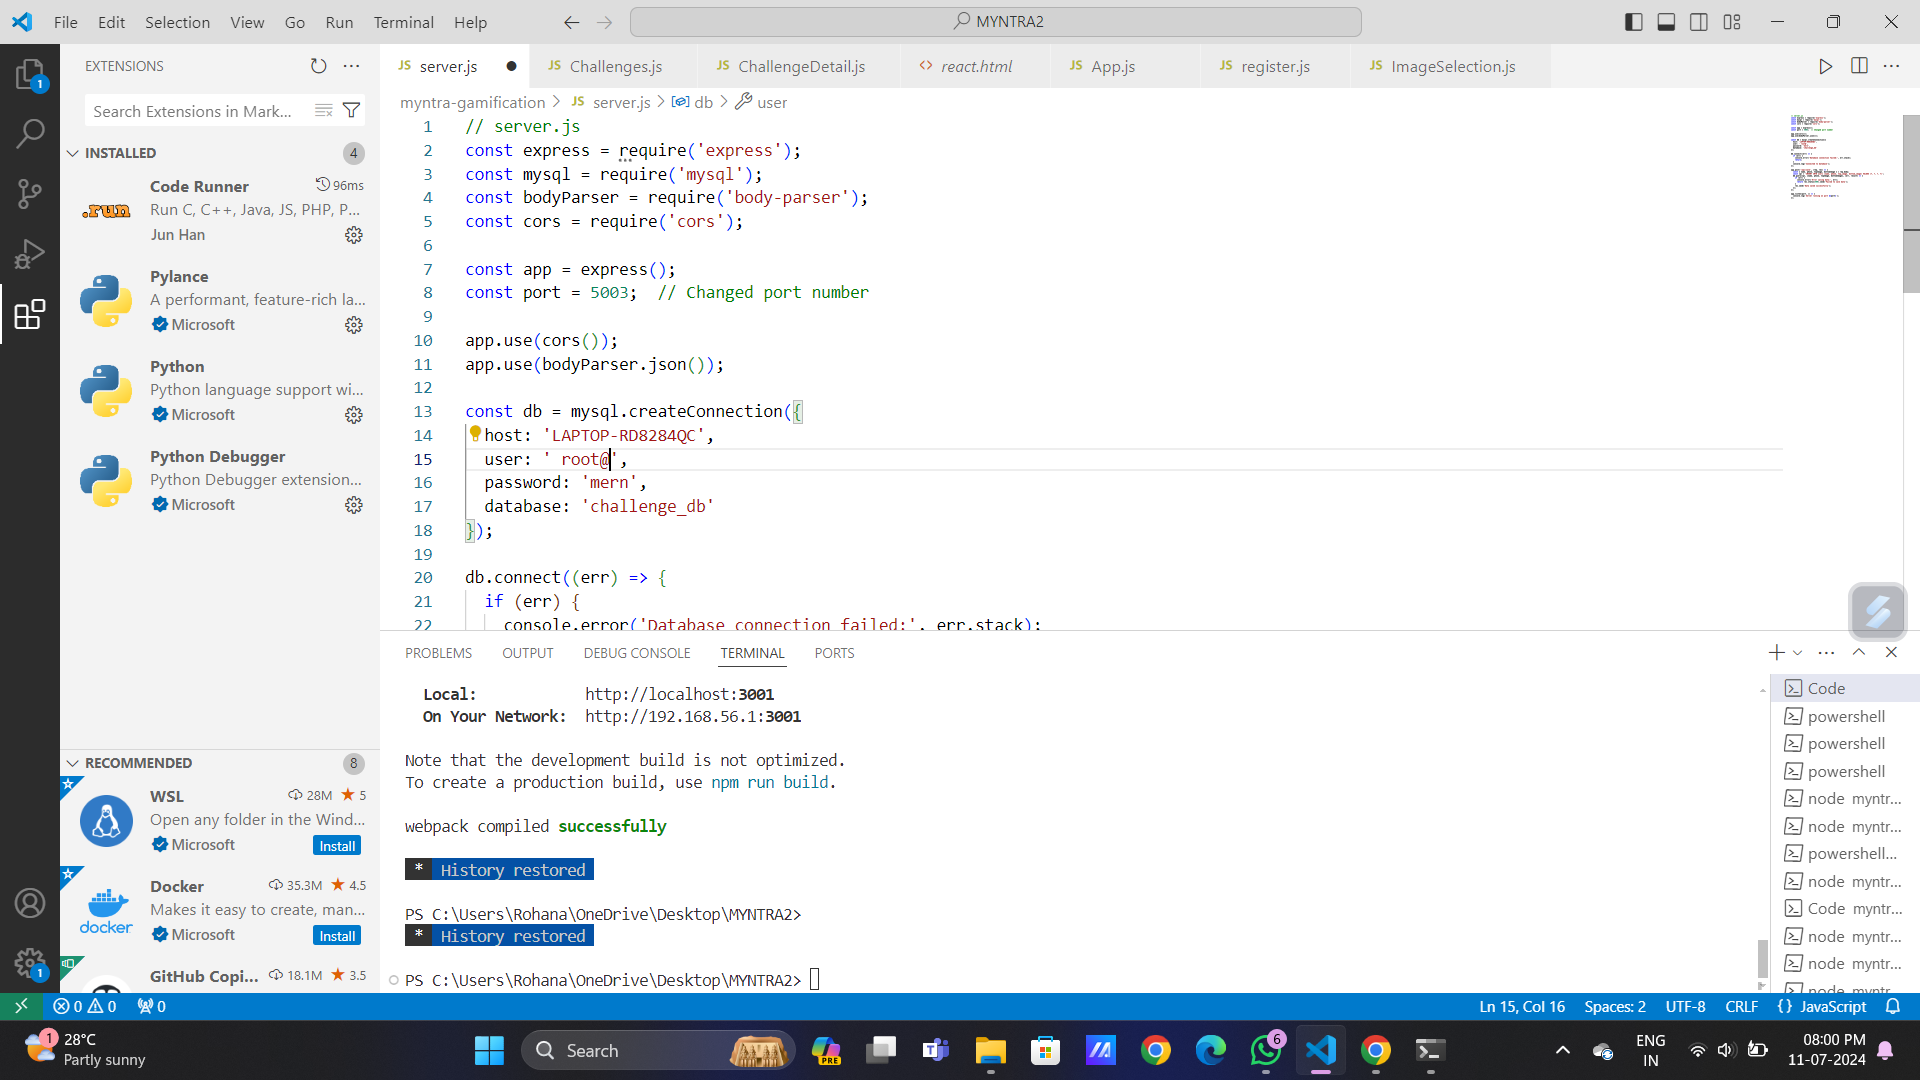 File Edit Selection View Go Run Terminal Help
MYNTRA2
EXTENSIONS
server.js
JS Challenges.js
JS ChallengeDetail.js
<> react.html
JS App.js
JS register.js
JS ImageSelection.js
Search Extensions in Mark...
myntra-gamification > JS server.js > db > user
INSTALLED 4
Code Runner 96ms
Run C, C++, Java, JS, PHP, P...
Jun Han
Pylance
A performant, feature-rich la...
Microsoft
Python
Python language support wi...
Microsoft
Python Debugger
Python Debugger extension...
Microsoft
RECOMMENDED 8
WSL 28M 5
Open any folder in the Wind...
Microsoft Install
Docker 35.3M 4.5
Makes it easy to create, man...
Microsoft Install
GitHub Copi... 18.1M 3.5
1 // server.js
2 const express = require('express');
3 const mysql = require('mysql');
4 const bodyParser = require('body-parser');
5 const cors = require('cors');
6
7 const app = express();
8 const port = 5003;  // Changed port number
9
10 app.use(cors());
11 app.use(bodyParser.json());
12
13 const db = mysql.createConnection({
14 host: 'LAPTOP-RD8284QC',
15 user: ' root@',
16 password: 'mern',
17 database: 'challenge_db'
18 });
19
20 db.connect((err) => {
21 if (err) {
22 console.error('Database connection failed:', err.stack);
PROBLEMS OUTPUT DEBUG CONSOLE TERMINAL PORTS
Local: http://localhost:3001
On Your Network: http://192.168.56.1:3001
Note that the development build is not optimized.
To create a production build, use npm run build.
webpack compiled successfully
* History restored
PS C:\Users\Rohana\OneDrive\Desktop\MYNTRA2>
* History restored
PS C:\Users\Rohana\OneDrive\Desktop\MYNTRA2>
Code
powershell
powershell
powershell
node myntr...
node myntr...
powershell...
node myntr...
Code myntr...
node myntr...
node myntr...
node myntr...
0 0 0
Ln 15, Col 16 Spaces: 2 UTF-8 CRLF {} JavaScript
1 28°C
Partly sunny
Search
PRE
6
ENG
IN
08:00 PM
11-07-2024